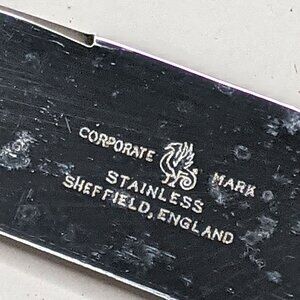 CORPORATE MARK
STAINLESS
SHEFFIELD, ENGLAND